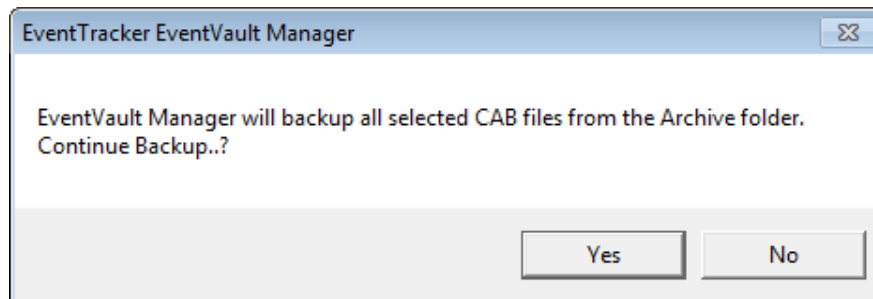 EventTracker EventVault Manager
EventVault Manager will backup all selected CAB files from the Archive folder.
Continue Backup..?
Yes
No